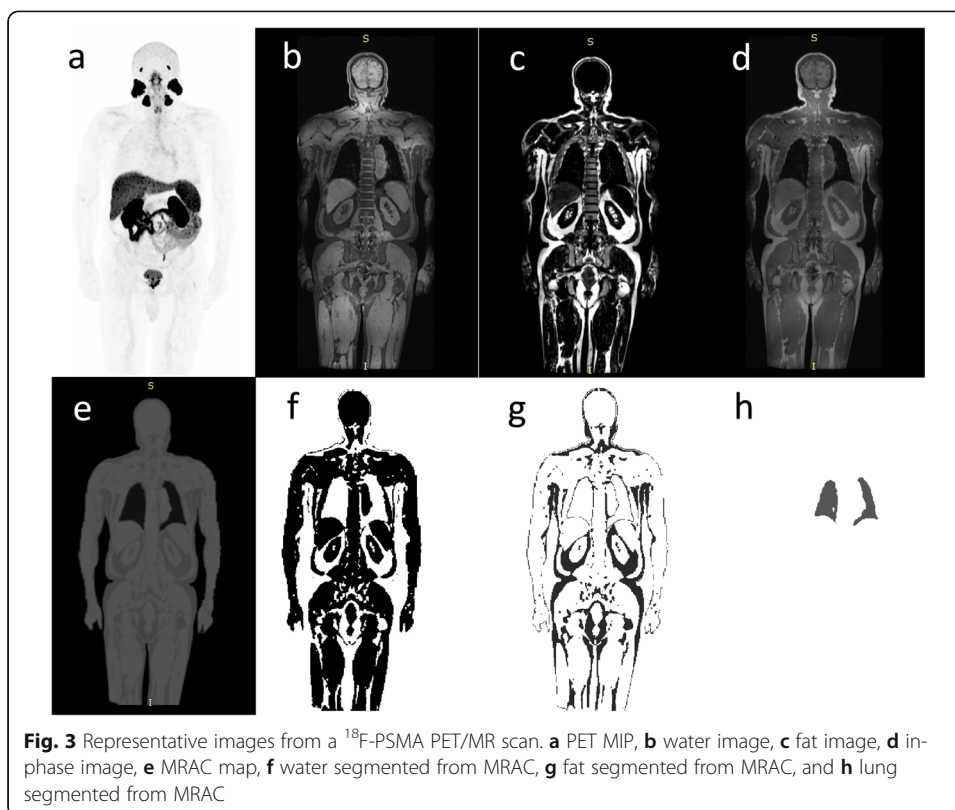 a
b
c
d
S
S
S
I
I
I
S
e
f
g
h
I
Fig. 3 Representative images from a ¹⁸F-PSMA PET/MR scan. a PET MIP, b water image, c fat image, d in-
phase image, e MRAC map, f water segmented from MRAC, g fat segmented from MRAC, and h lung
segmented from MRAC